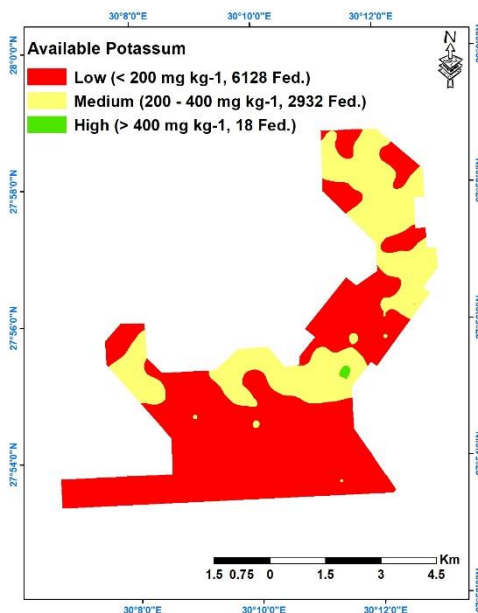 30°8'0"E 30°10'0"E 30°12'0"E
N
Available Potassum
Low (< 200 mg kg-1, 6128 Fed.)
Medium (200 - 400 mg kg-1, 2932 Fed.)
High (> 400 mg kg-1, 18 Fed.)
28°0'0"N
27°58'0"N
27°56'0"N
27°54'0"N
Km
1.5 0.75 0 1.5 3 4.5
30°8'0"E 30°10'0"E 30°12'0"E